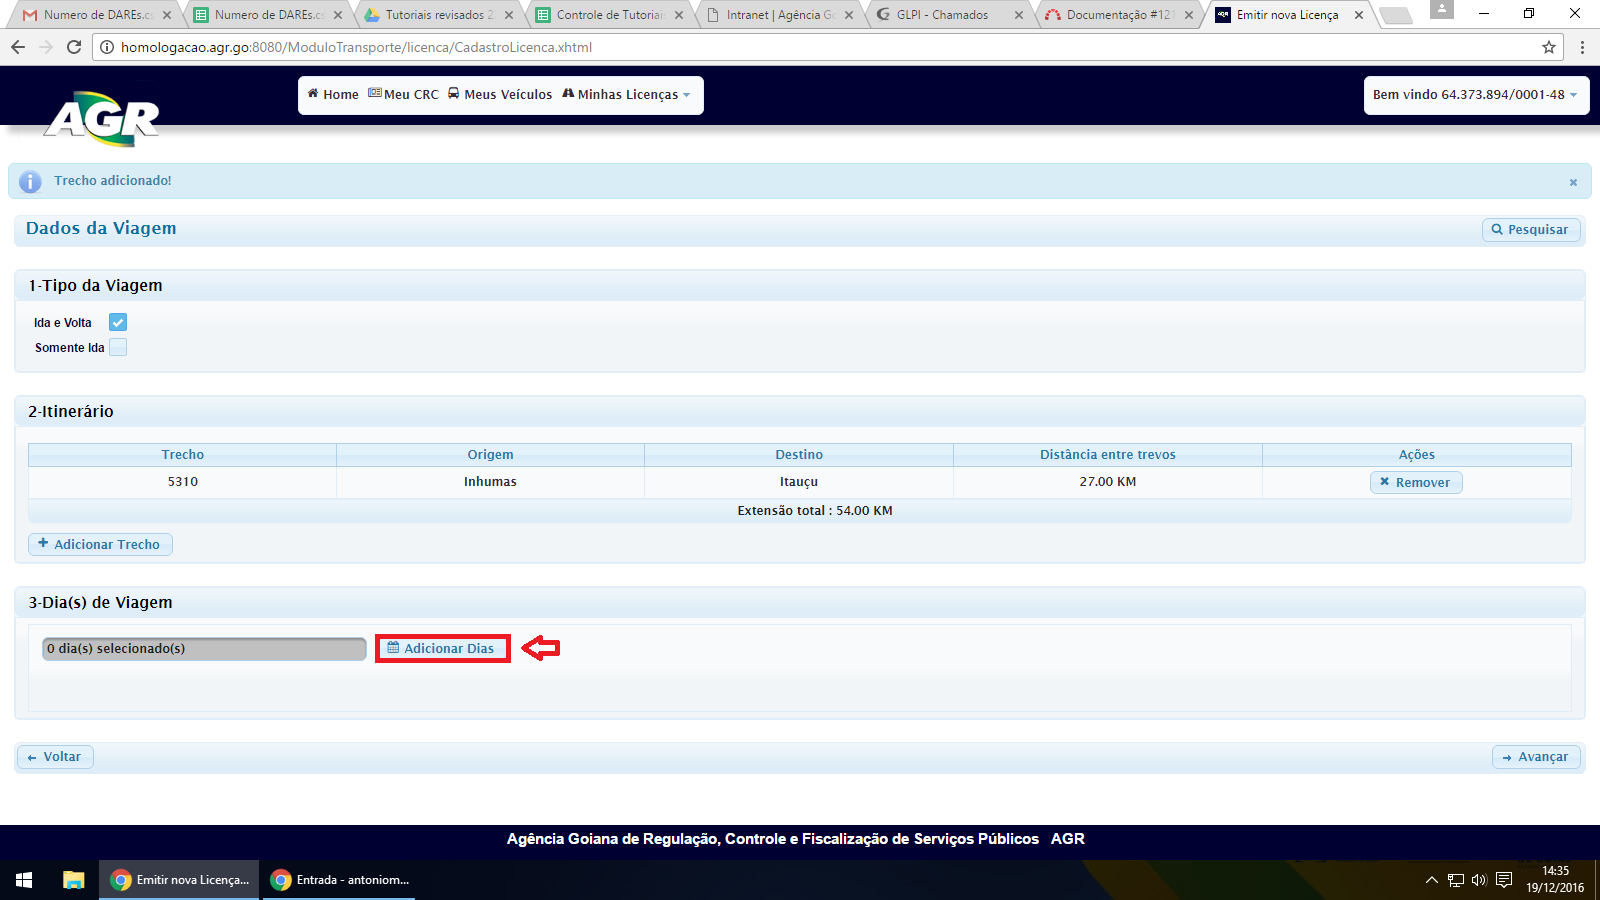 Numero de DAREs.cs
Numero de DAREs.cs
Tutoriais revisados 2
Controle de Tutoriai
Intranet | Agência Go
GLPI - Chamados
Documentação #121
Emitir nova Licença
homologacao.agr.go:8080/ModuloTransporte/licenca/CadastroLicenca.xhtml
AGR
Home
Meu CRC
Meus Veículos
Minhas Licenças
Bem vindo 64.373.894/0001-48
Trecho adicionado!
Dados da Viagem
Pesquisar
1-Tipo da Viagem
Ida e Volta
Somente Ida
2-Itinerário
Trecho Origem Destino Distância entre trevos Ações
5310 Inhumas Itauçu 27.00 KM Remover
Extensão total : 54.00 KM
Adicionar Trecho
3-Dia(s) de Viagem
0 dia(s) selecionado(s)
Adicionar Dias
Voltar
Avançar
Agência Goiana de Regulação, Controle e Fiscalização de Serviços Públicos AGR
Emitir nova Licença...
Entrada - antoniom...
14:35
19/12/2016